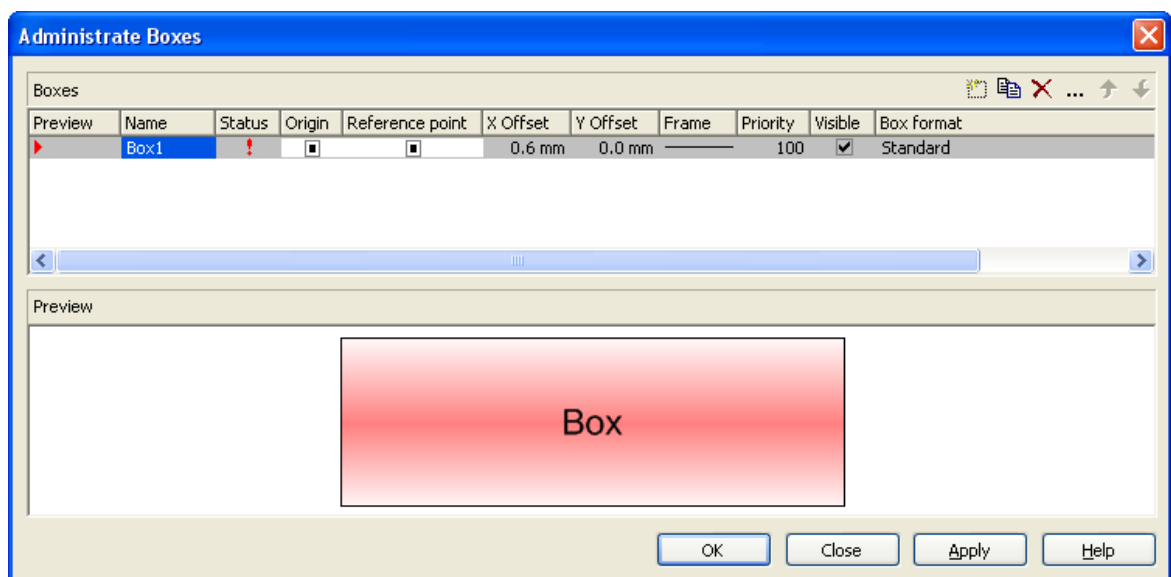 Administrate Boxes
Boxes
...
Preview Name Status Origin Reference point X Offset Y Offset Frame Priority Visible Box format
Box1 ! 0.6 mm 0.0 mm 100 Standard
Preview
Box
OK Close Apply Help